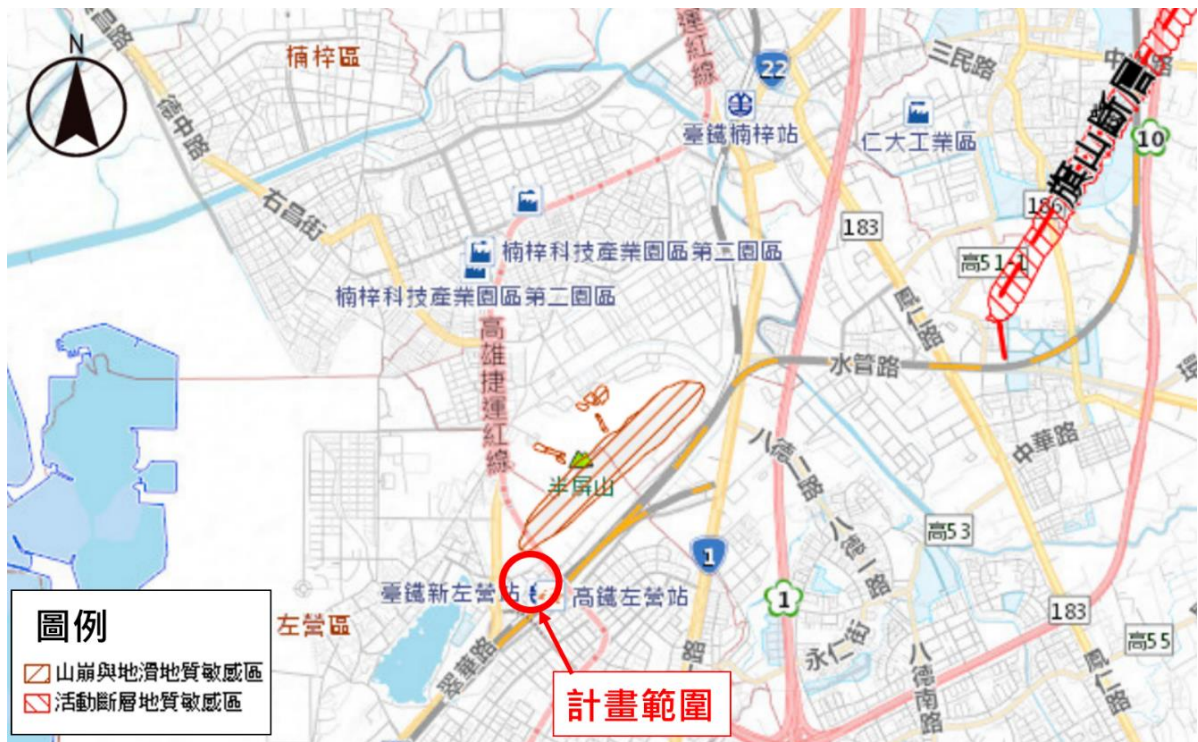 N
楠梓區
德中路
右昌街
高雄捷運紅線
連紅線
22
臺鐵楠梓站
三民路
仁大工業區
10
旗山斷層
186
183
高51-1
鳳仁路
水管路
中華路
楠梓科技產業園區第二園區
楠梓科技產業園區第二園區
半屏山
八德二路
八德一路
高53
1
1
臺鐵新左營站
高鐵左營站
左營區
翠華路
永仁街
八德南路
183
高55
鳳仁路
計畫範圍
圖例
山崩與地滑地質敏感區
活動斷層地質敏感區